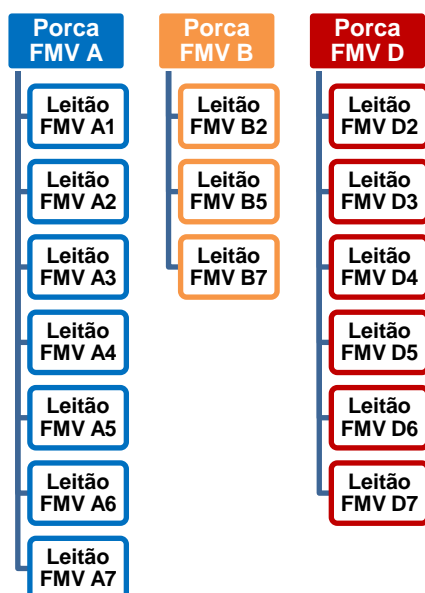 Porca
FMV A
Leitão
FMV A1
Leitão
FMV A2
Leitão
FMV A3
Leitão
FMV A4
Leitão
FMV A5
Leitão
FMV A6
Leitão
FMV A7
Porca
FMV B
Leitão
FMV B2
Leitão
FMV B5
Leitão
FMV B7
Porca
FMV D
Leitão
FMV D2
Leitão
FMV D3
Leitão
FMV D4
Leitão
FMV D5
Leitão
FMV D6
Leitão
FMV D7